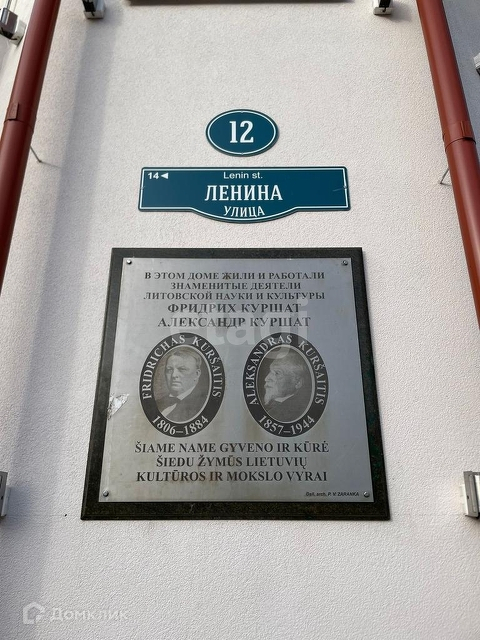 12
14◄ Lenin st.
ЛЕНИНА
УЛИЦА
В ЭТОМ ДОМЕ ЖИЛИ И РАБОТАЛИ
ЗНАМЕНИТЫЕ ДЕЯТЕЛИ
ЛИТОВСКОЙ НАУКИ И КУЛЬТУРЫ
ФРИДРИХ КУРШАТ
АЛЕКСАНДР КУРШАТ
FRIDRICHAS KURŠAITIS
1806–1884
ALEKSANDRAS KURŠAITIS
1857–1944
ŠIAME NAME GYVENO IR KŪRĖ
ŠIEDU ŽYMŪS LIETUVIŲ
KULTŪROS IR MOKSLO VYRAI
Домклик